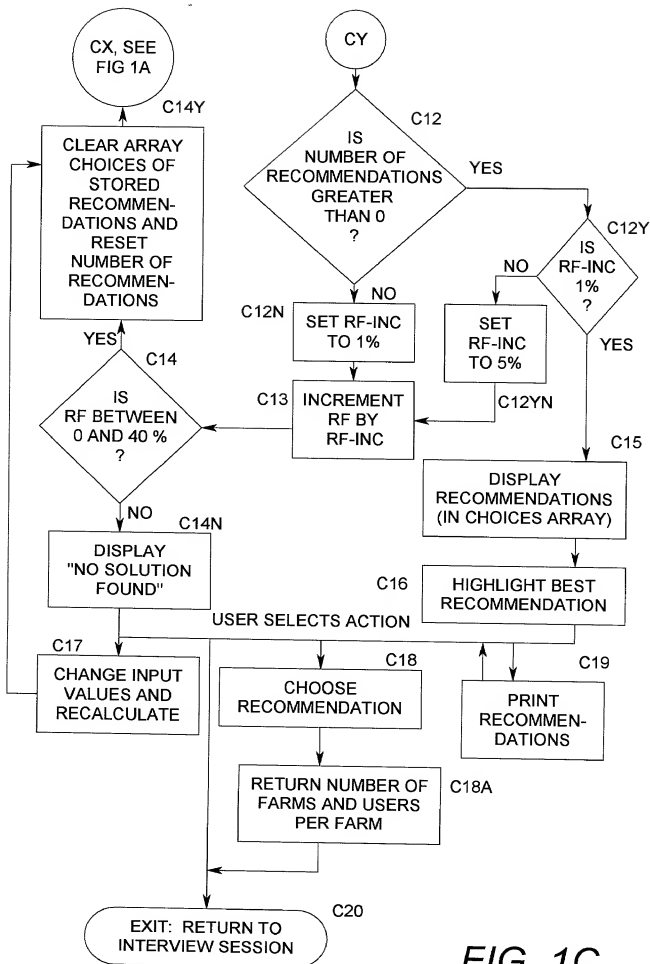 CX, SEE
FIG 1A
CY
C14Y
CLEAR ARRAY
CHOICES OF
STORED
RECOMMEN-
DATIONS AND
RESET
NUMBER OF
RECOMMEN-
DATIONS
C12
IS
NUMBER OF
RECOMMENDATIONS
GREATER
THAN 0
?
YES
C12Y
IS
RF-INC
1%
?
NO
NO
YES
C12N
SET RF-INC
TO 1%
SET
RF-INC
TO 5%
C12YN
YES
C14
IS
RF BETWEEN
0 AND 40 %
?
C13
INCREMENT
RF BY
RF-INC
C15
DISPLAY
RECOMMENDATIONS
(IN CHOICES ARRAY)
NO
C14N
DISPLAY
"NO SOLUTION
FOUND"
C16
HIGHLIGHT BEST
RECOMMENDATION
USER SELECTS ACTION
C17
CHANGE INPUT
VALUES AND
RECALCULATE
C18
CHOOSE
RECOMMENDATION
C19
PRINT
RECOMMEN-
DATIONS
C18A
RETURN NUMBER OF
FARMS AND USERS
PER FARM
C20
EXIT: RETURN TO
INTERVIEW SESSION
FIG. 1C